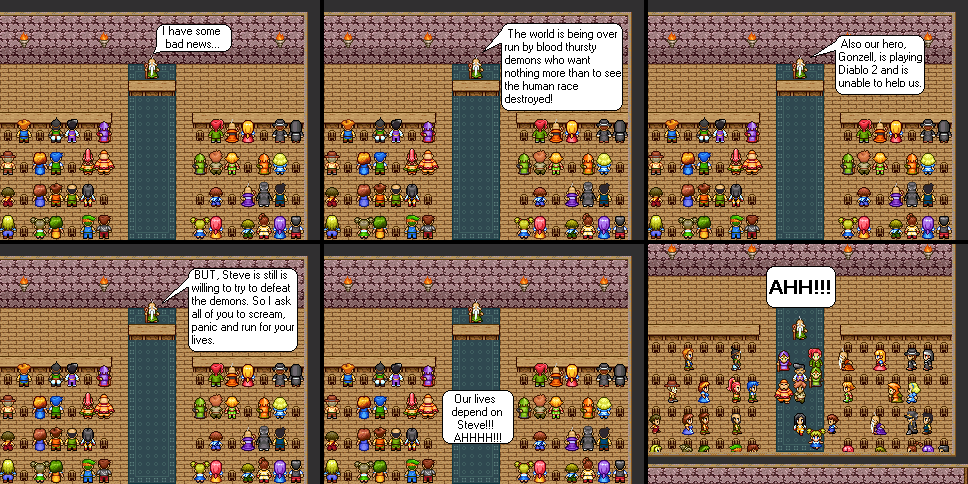 I have some
bad news...
The world is being over
run by blood thursty
demons who want
nothing more than to see
the human race
destroyed!
Also our hero,
Gonzell, is playing
Diablo 2 and is
unable to help us.
BUT, Steve is still is
willing to try to defeat
the demons. So I ask
all of you to scream,
panic and run for your
lives.
Our lives
depend on
Steve!!!
AHHHH!!!
AHH!!!